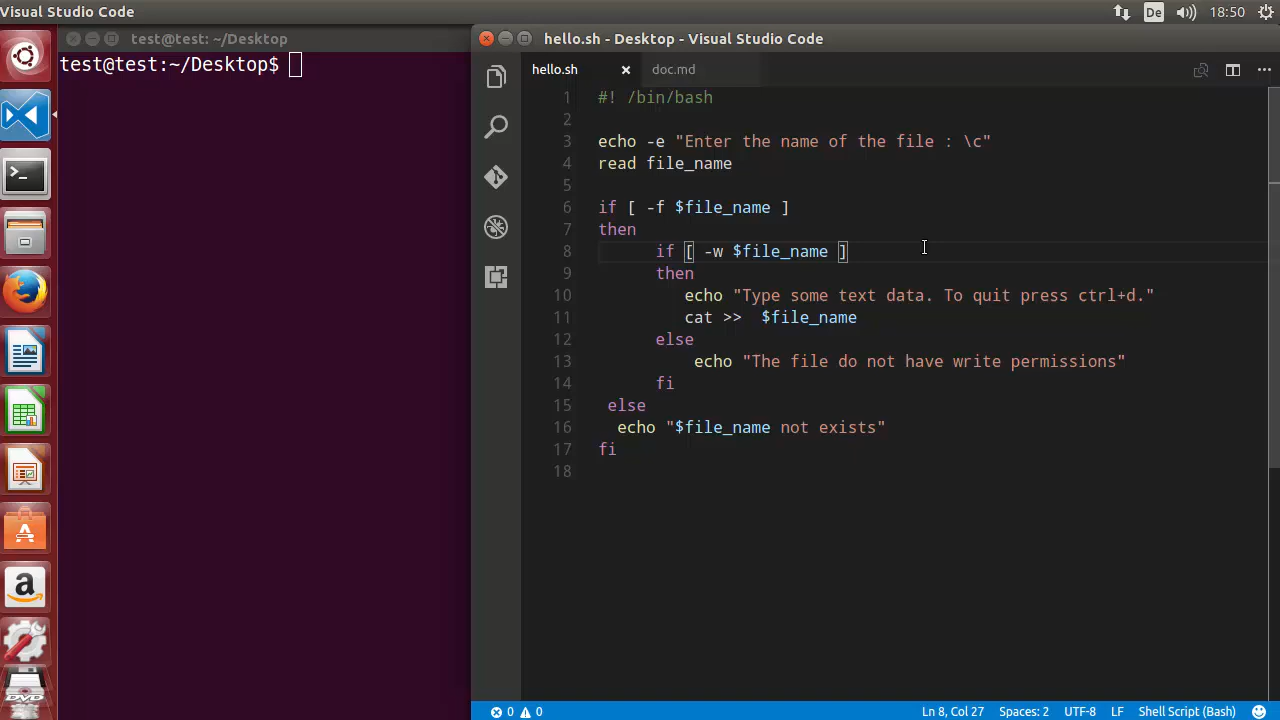 Visual Studio Code
De
18:50
test@test: ~/Desktop
test@test:~/Desktop$
hello.sh - Desktop - Visual Studio Code
hello.sh
doc.md
1 #! /bin/bash
2
3 echo -e "Enter the name of the file : \c"
4 read file_name
5
6 if [ -f $file_name ]
7 then
8 if [ -w $file_name ]
9 then
10 echo "Type some text data. To quit press ctrl+d."
11 cat >>  $file_name
12 else
13 echo "The file do not have write permissions"
14 fi
15 else
16 echo "$file_name not exists"
17 fi
18
0 0
Ln 8, Col 27
Spaces: 2
UTF-8
LF
Shell Script (Bash)
A
a
DVD